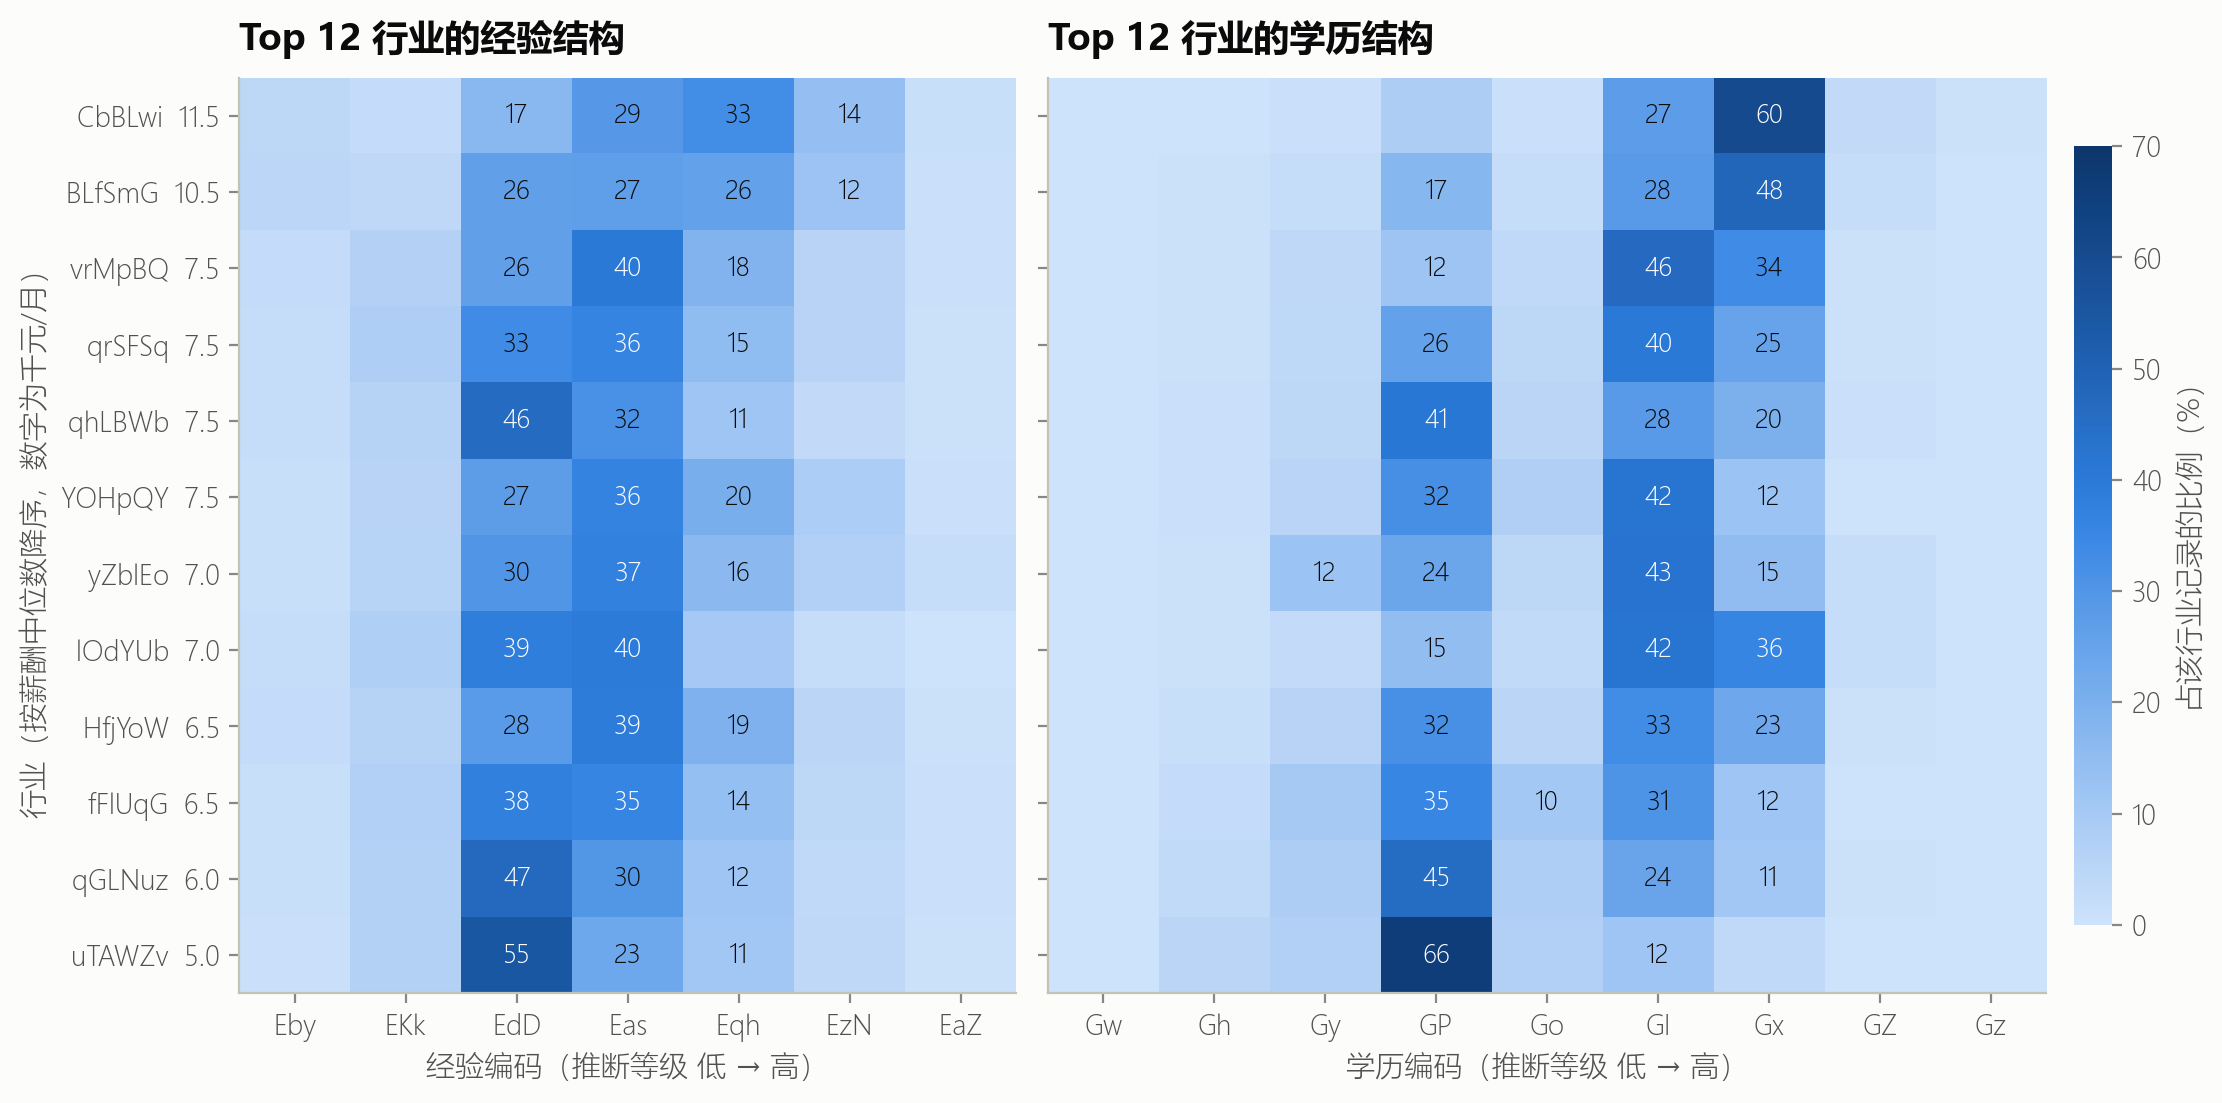 Top 12 行业的经验结构
Top 12 行业的学历结构
行业（按薪酬中位数降序，数字为千元/月）
CbBLwi 11.5 17 29 33 14 27 60
BLfSmG 10.5 26 27 26 12 17 28 48
vrMpBQ 7.5 26 40 18 12 46 34
qrSFSq 7.5 33 36 15 26 40 25
qhLBWb 7.5 46 32 11 41 28 20
YOHpQY 7.5 27 36 20 32 42 12
yZblEo 7.0 30 37 16 12 24 43 15
lOdYUb 7.0 39 40 15 42 36
HfjYoW 6.5 28 39 19 32 33 23
fFlUqG 6.5 38 35 14 35 10 31 12
qGLNuz 6.0 47 30 12 45 24 11
uTAWZv 5.0 55 23 11 66 12
Eby EKk EdD Eas Eqh EzN EaZ
经验编码（推断等级 低 → 高）
Gw Gh Gy GP Go Gl Gx GZ Gz
学历编码（推断等级 低 → 高）
70
60
50
40
30
20
10
0
占该行业记录的比例（%）